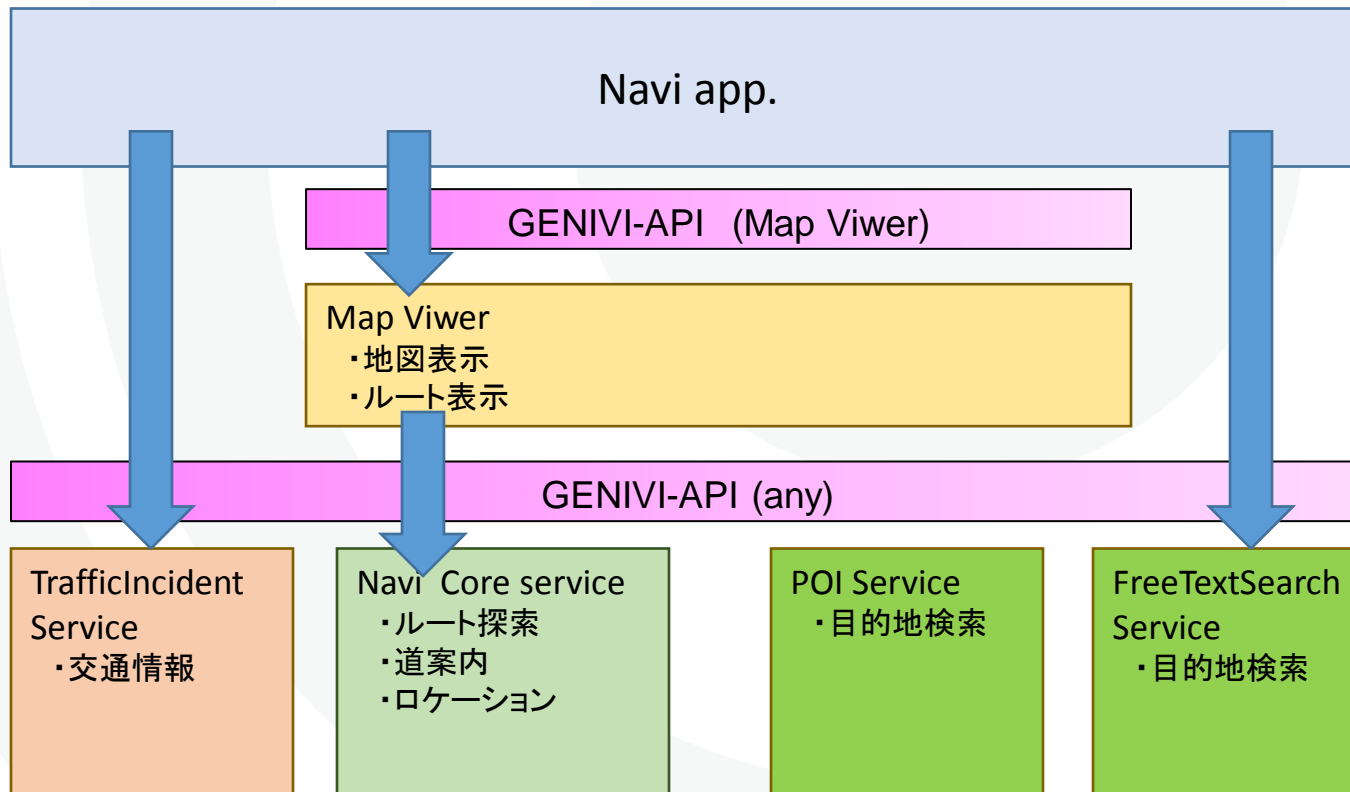 Navi app.
GENIVI-API (Map Viwer)
Map Viwer
・地図表示
・ルート表示
GENIVI-API (any)
TrafficIncident
Service
・交通情報
Navi Core service
・ルート探索
・道案内
・ロケーション
POI Service
・目的地検索
FreeTextSearch
Service
・目的地検索